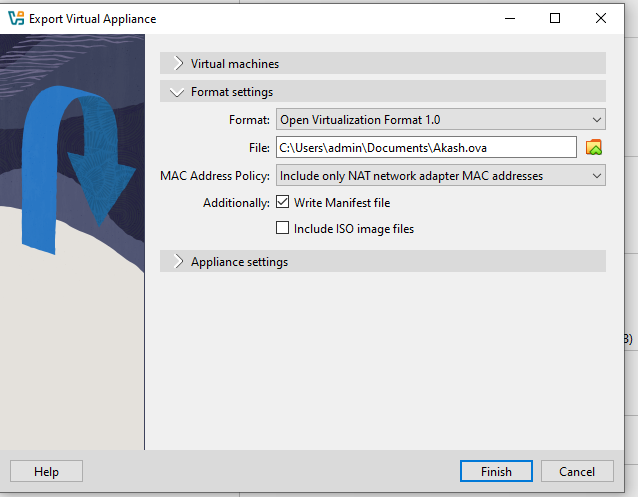 Export Virtual Appliance
Virtual machines
Format settings
Format: Open Virtualization Format 1.0
File: C:\Users\admin\Documents\Akash.ova
MAC Address Policy: Include only NAT network adapter MAC addresses
Additionally: Write Manifest file
Include ISO image files
Appliance settings
Help Finish Cancel